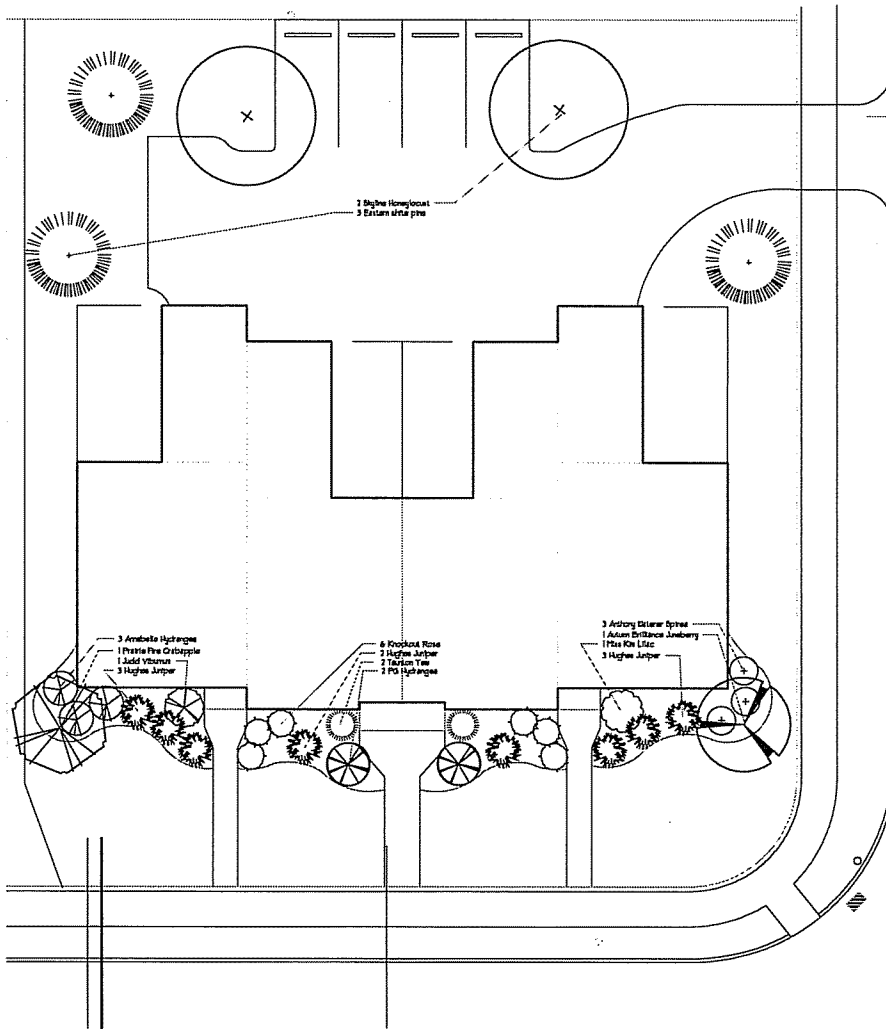 2 Skyline Honeylocust
3 Eastern white pine
3 Annabelle Hydrangea
1 Prairie Fire Crabapple
1 Judd Viburnum
3 Hughes Juniper
6 Knockout Rose
2 Hughes Juniper
2 Taunton Yew
2 PG Hydrangea
3 Anthony Waterer Spirea
1 Autumn Brilliance Juneberry
1 Miss Kim Lilac
3 Hughes Juniper